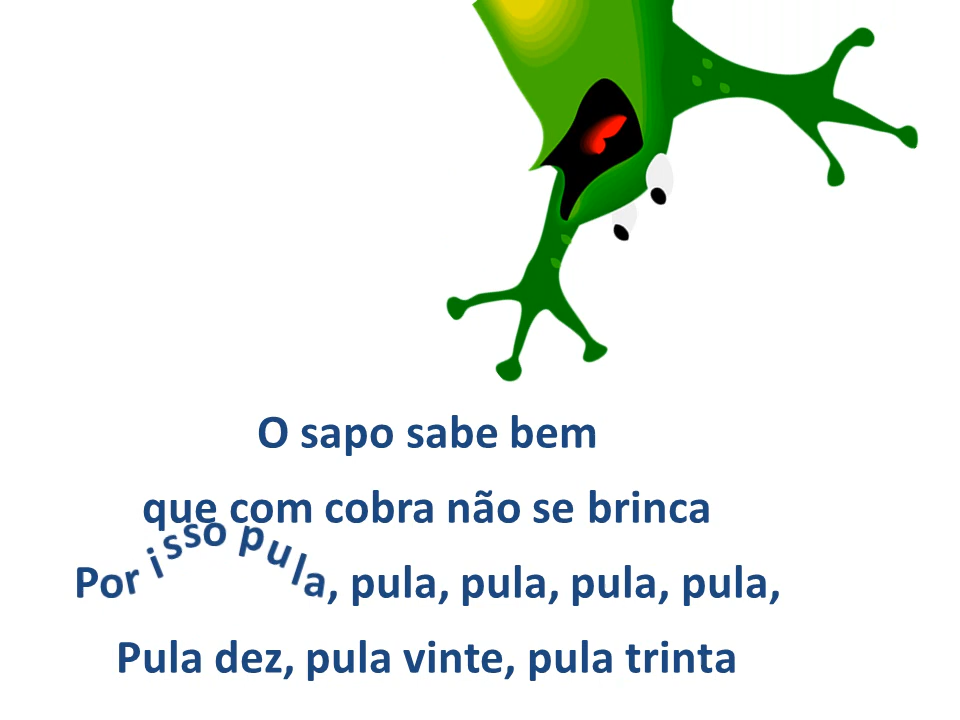 O sapo sabe bem
que com cobra não se brinca
Por isso pula, pula, pula, pula, pula,
Pula dez, pula vinte, pula trinta